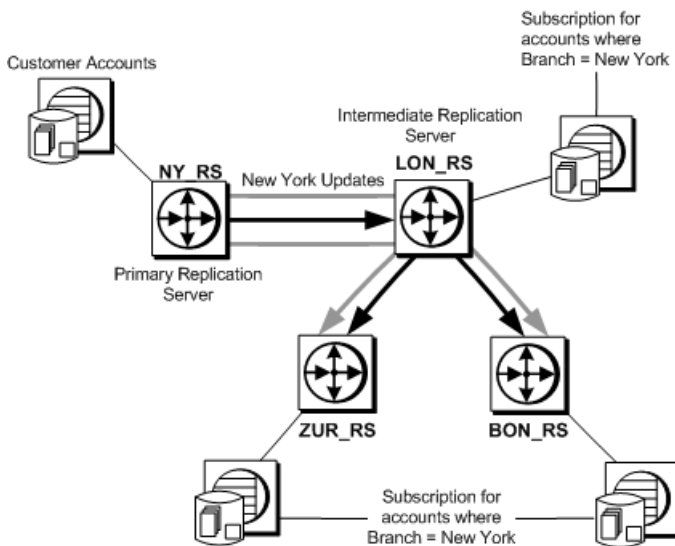 Subscription for
accounts where
Branch = New York
Customer Accounts
Intermediate Replication
Server
NY_RS
New York Updates
LON_RS
Primary Replication
Server
ZUR_RS
BON_RS
Subscription for
accounts where
Branch = New York